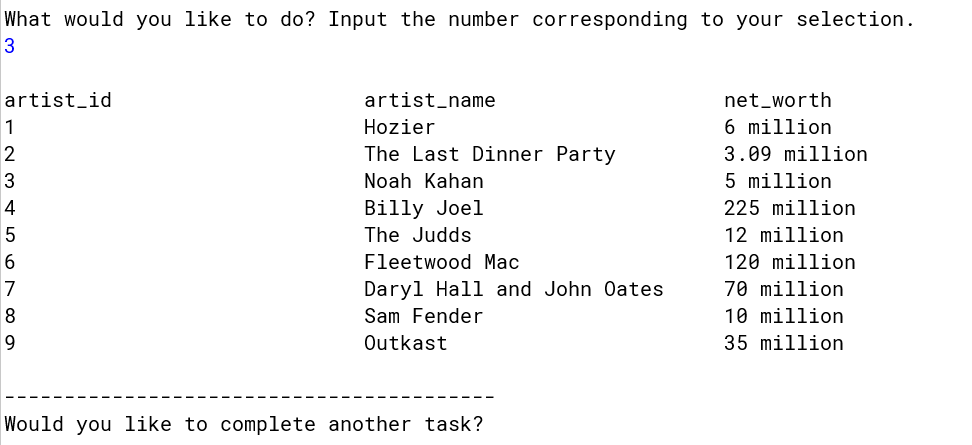 What would you like to do? Input the number corresponding to your selection.
3
artist_id artist_name net_worth
1 Hozier 6 million
2 The Last Dinner Party 3.09 million
3 Noah Kahan 5 million
4 Billy Joel 225 million
5 The Judds 12 million
6 Fleetwood Mac 120 million
7 Daryl Hall and John Oates 70 million
8 Sam Fender 10 million
9 Outkast 35 million
-----------------------------------------
Would you like to complete another task?